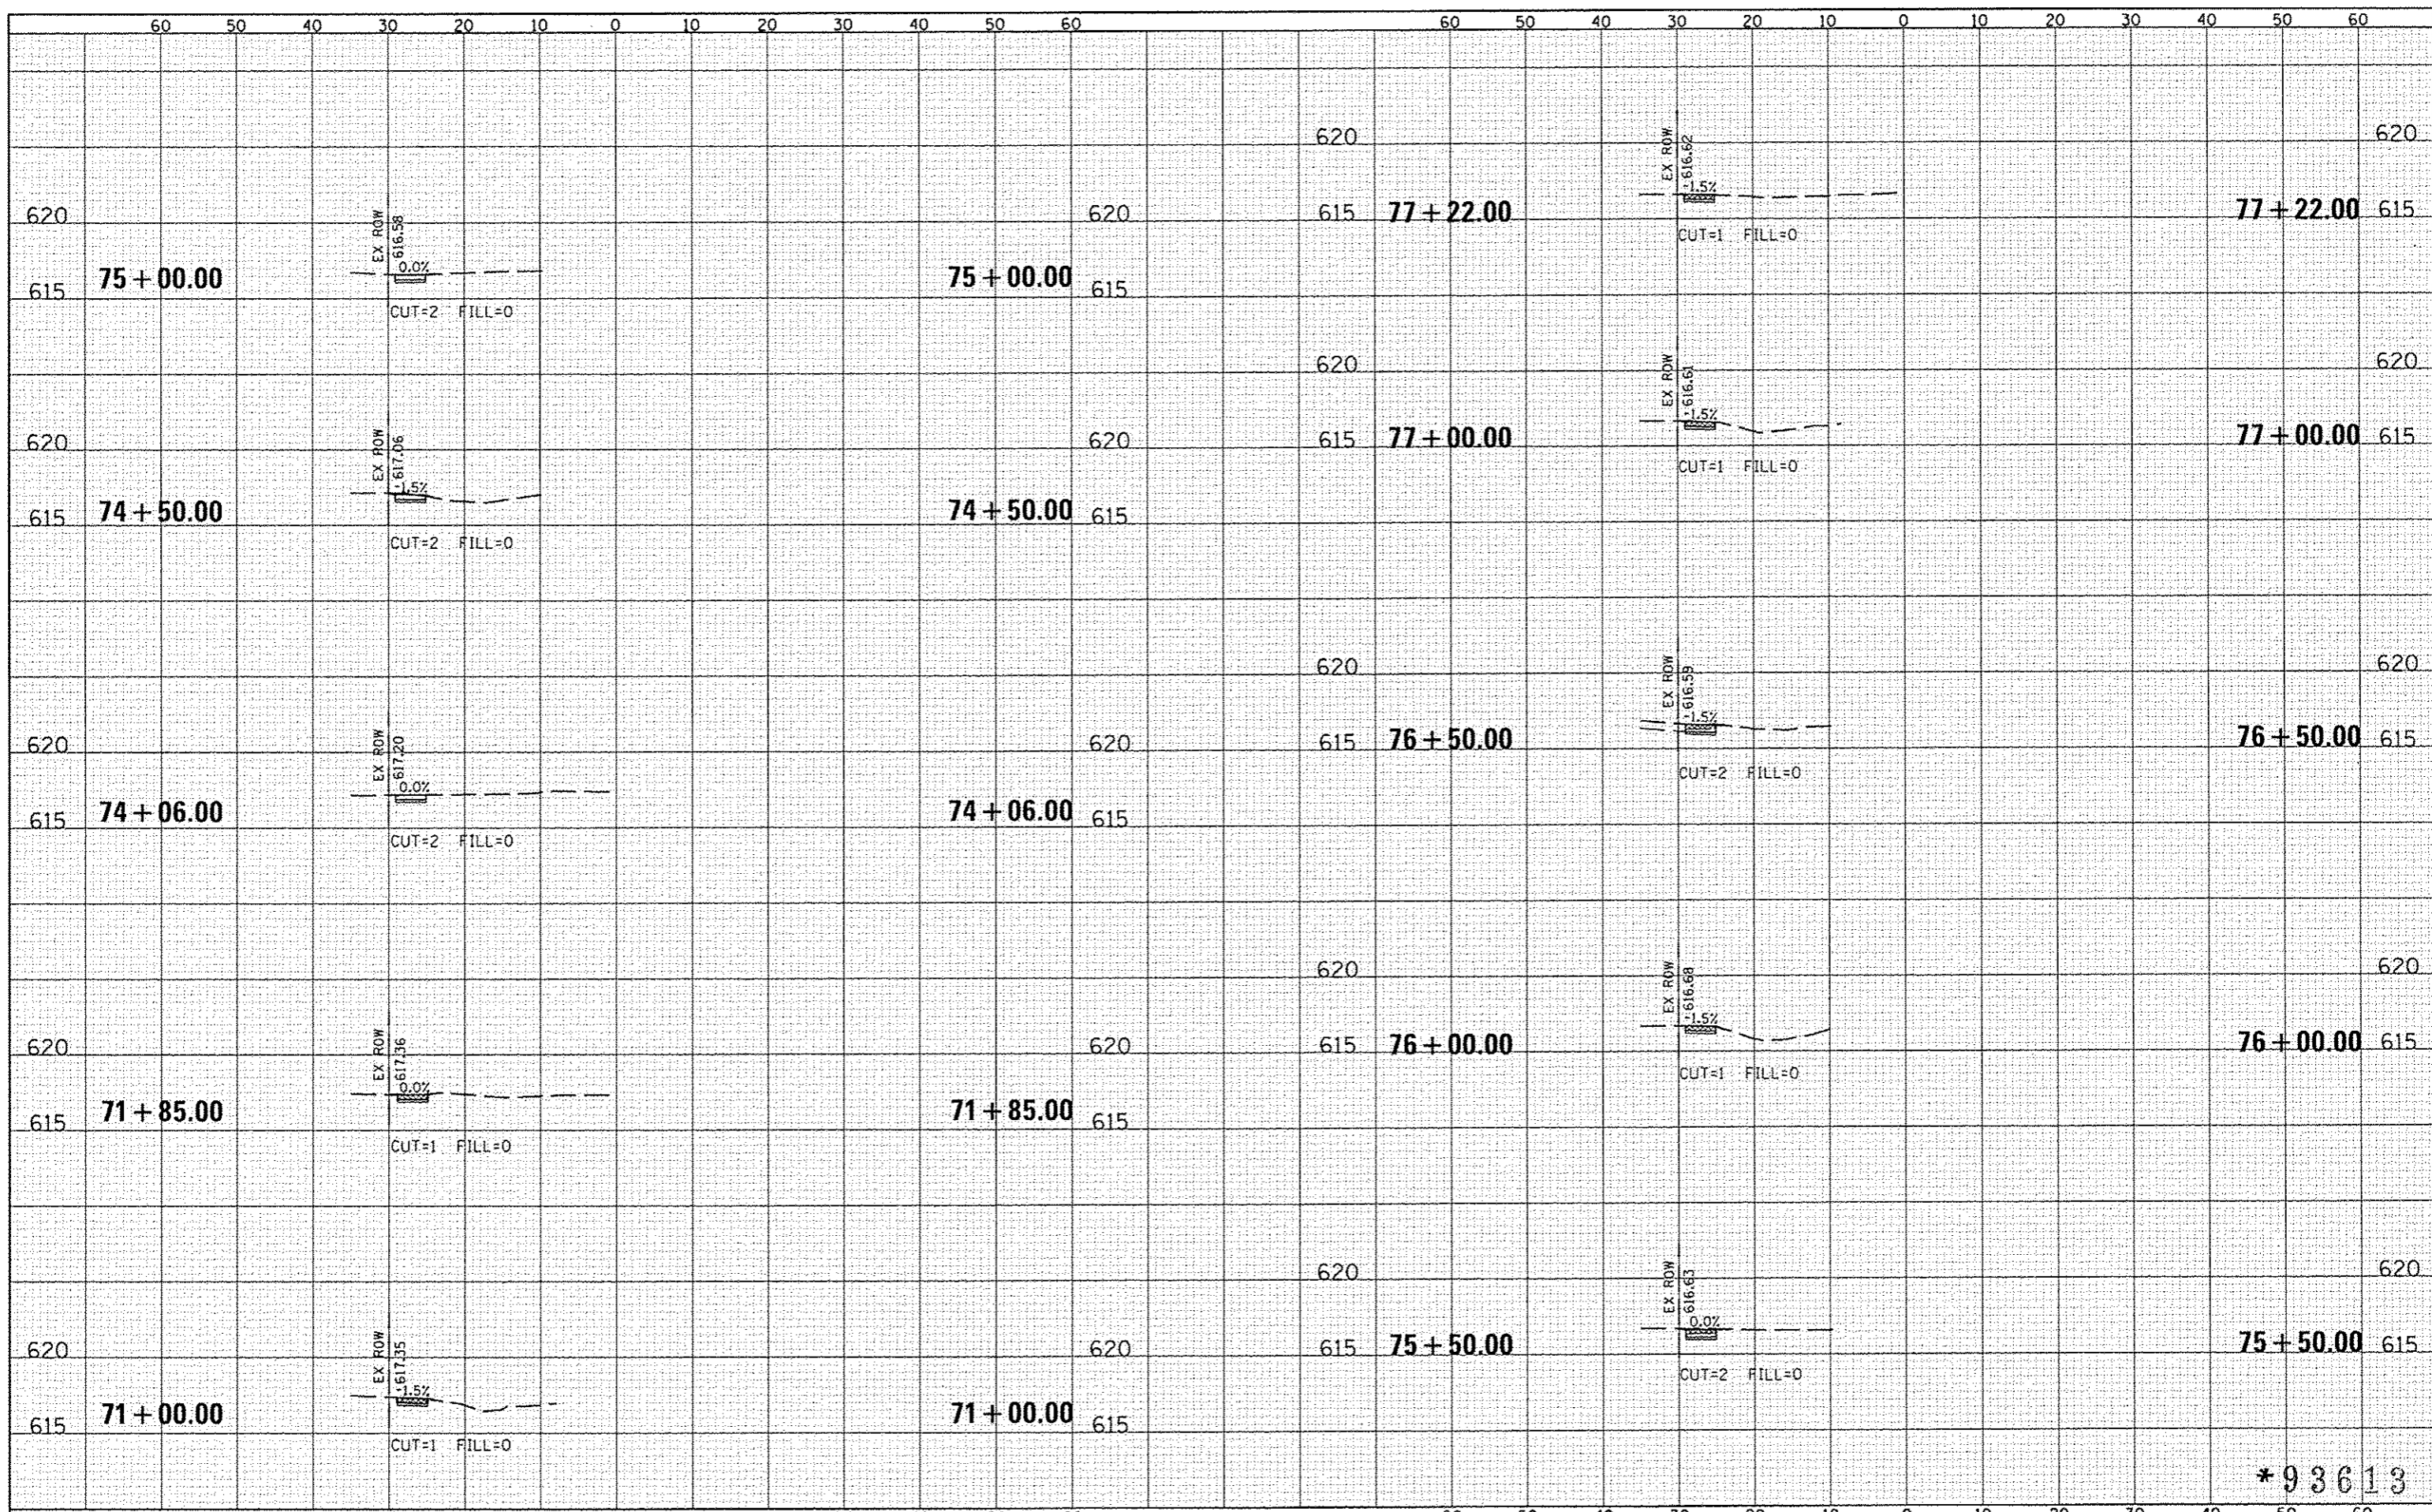 60 50 40 30 20 10 0 10 20 30 40 50 60 60 50 40 30 20 10 0 10 20 30 40 50 60
EX ROW
616.58
0.0%
620 620
75+00.00 75+00.00
615 615
CUT=2 FILL=0
EX ROW
617.06
-1.5%
620 620
74+50.00 74+50.00
615 615
CUT=2 FILL=0
EX ROW
617.20
0.0%
620 620
74+06.00 74+06.00
615 615
CUT=2 FILL=0
EX ROW
617.36
0.0%
620 620
71+85.00 71+85.00
615 615
CUT=1 FILL=0
EX ROW
617.35
-1.5%
620 620
71+00.00 71+00.00
615 615
CUT=1 FILL=0
EX ROW
616.62
-1.5%
620 620
615 77+22.00 77+22.00 615
CUT=1 FILL=0
EX ROW
616.61
-1.5%
620 620
615 77+00.00 77+00.00 615
CUT=1 FILL=0
EX ROW
616.59
-1.5%
620 620
615 76+50.00 76+50.00 615
CUT=2 FILL=0
EX ROW
616.68
-1.5%
620 620
615 76+00.00 76+00.00 615
CUT=1 FILL=0
EX ROW
616.63
0.0%
620 620
615 75+50.00 75+50.00 615
CUT=2 FILL=0
*93613